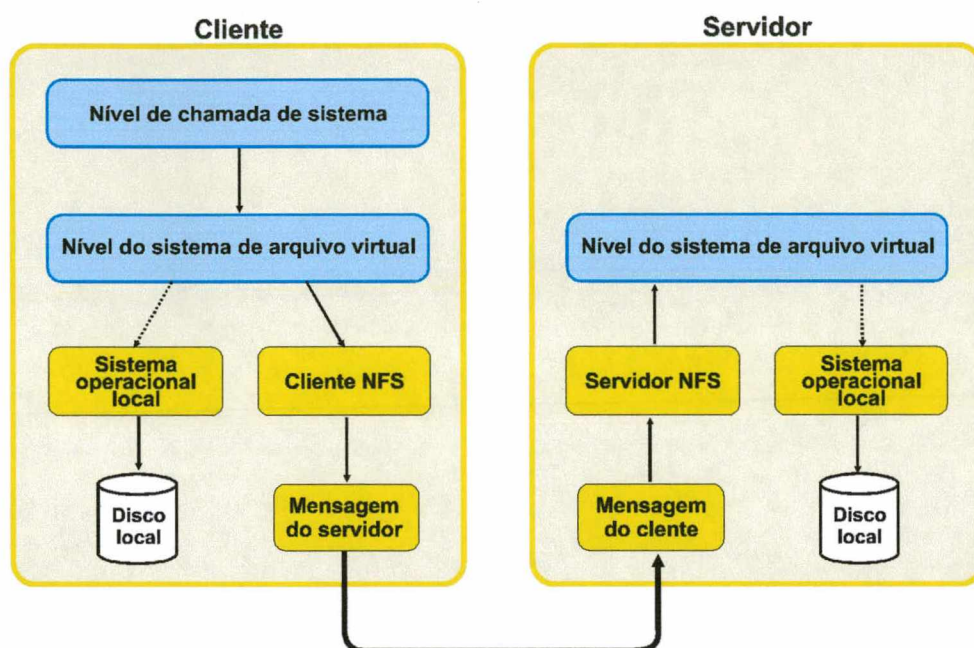 Cliente
Servidor
Nível de chamada de sistema
Nível do sistema de arquivo virtual
Nível do sistema de arquivo virtual
Sistema
operacional
local
Cliente NFS
Servidor NFS
Sistema
operacional
local
Disco
local
Mensagem
do servidor
Mensagem
do clente
Disco
local